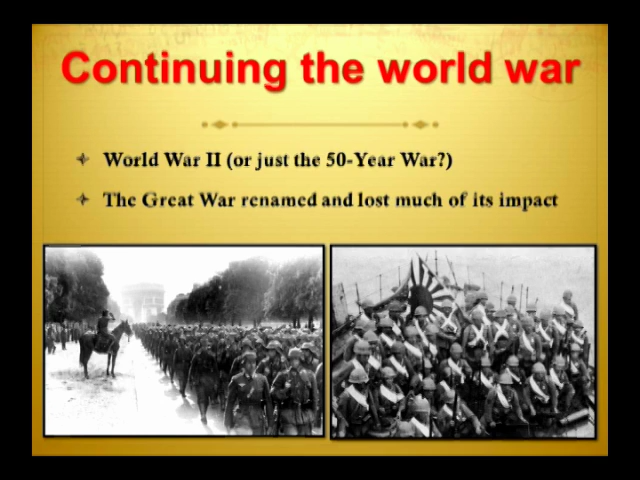 Continuing the world war
World War II (or just the 50-Year War?)
The Great War renamed and lost much of its impact